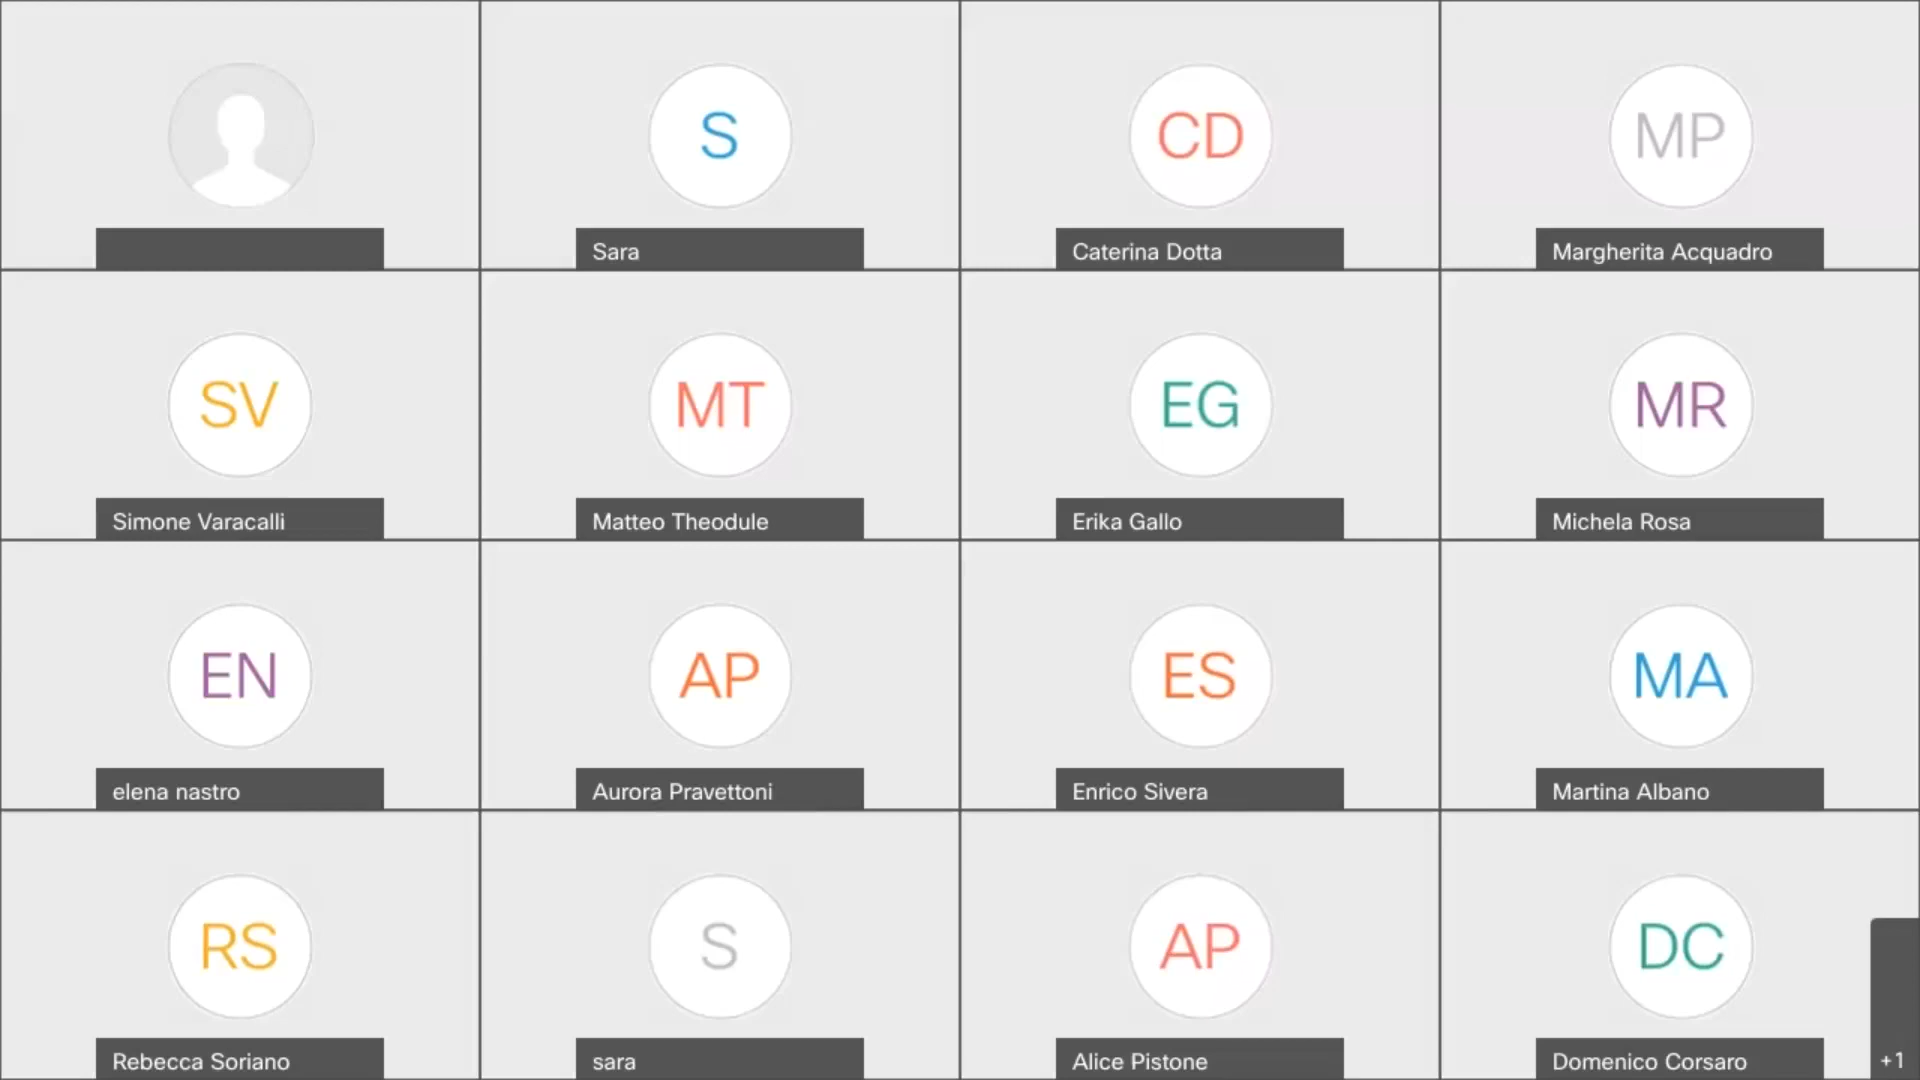 S
Sara
CD
Caterina Dotta
MP
Margherita Acquadro
SV
Simone Varacalli
MT
Matteo Theodule
EG
Erika Gallo
MR
Michela Rosa
EN
elena nastro
AP
Aurora Pravettoni
ES
Enrico Sivera
MA
Martina Albano
RS
Rebecca Soriano
S
sara
AP
Alice Pistone
DC
Domenico Corsaro
+1